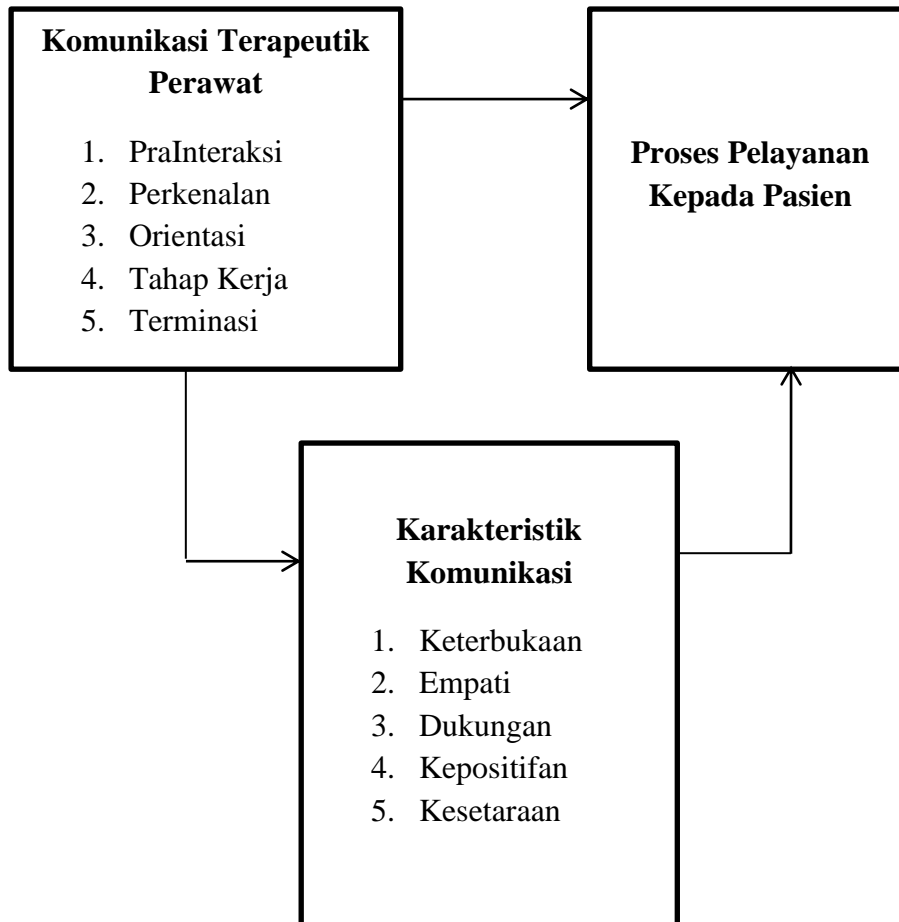 Komunikasi Terapeutik
Perawat
1. PraInteraksi
2. Perkenalan
3. Orientasi
4. Tahap Kerja
5. Terminasi
Proses Pelayanan
Kepada Pasien
Karakteristik
Komunikasi
1. Keterbukaan
2. Empati
3. Dukungan
4. Kepositifan
5. Kesetaraan